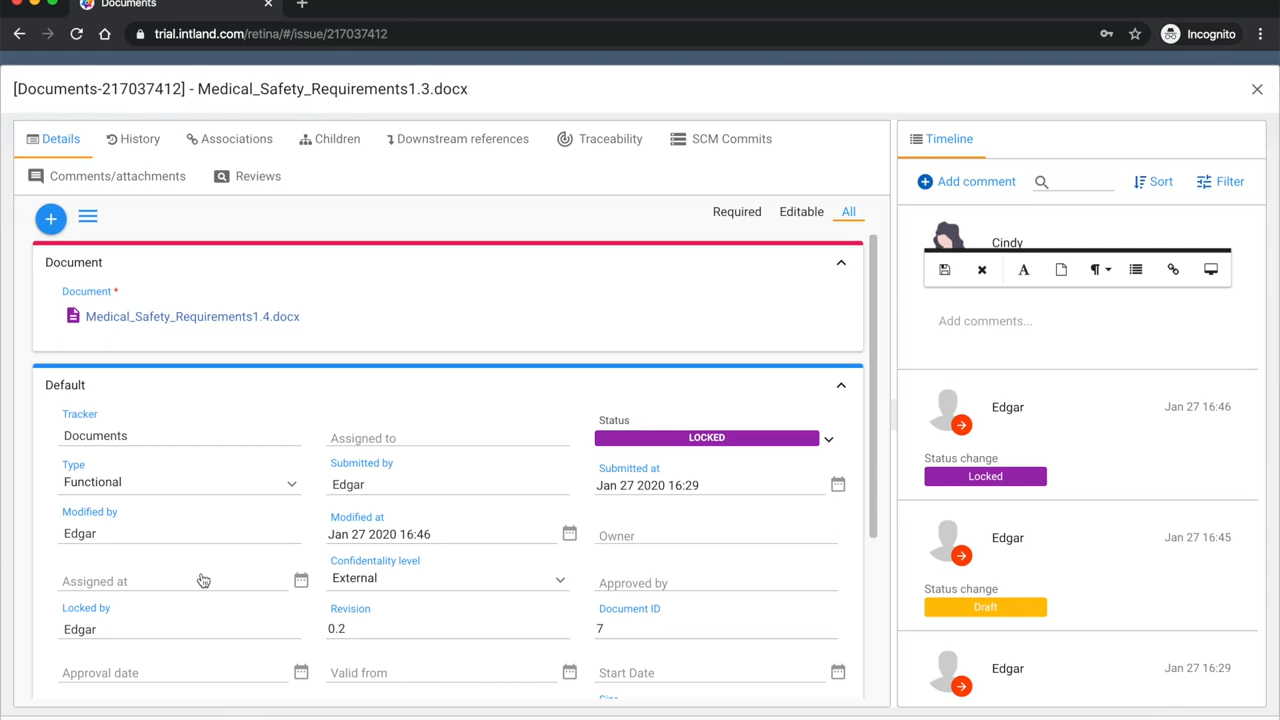 Documents
trial.intland.com/retina/#/issue/217037412
Incognito
[Documents-217037412] - Medical_Safety_Requirements1.3.docx
Details
History
Associations
Children
Downstream references
Traceability
SCM Commits
Comments/attachments
Reviews
Required
Editable
All
Document
Document *
Medical_Safety_Requirements1.4.docx
Default
Tracker
Documents
Assigned to
Status
LOCKED
Type
Functional
Submitted by
Edgar
Submitted at
Jan 27 2020 16:29
Modified by
Edgar
Modified at
Jan 27 2020 16:46
Owner
Assigned at
Confidentality level
External
Approved by
Locked by
Edgar
Revision
0.2
Document ID
7
Approval date
Valid from
Start Date
Timeline
Add comment
Sort
Filter
Cindy
Add comments...
Edgar
Jan 27 16:46
Status change
Locked
Edgar
Jan 27 16:45
Status change
Draft
Edgar
Jan 27 16:29